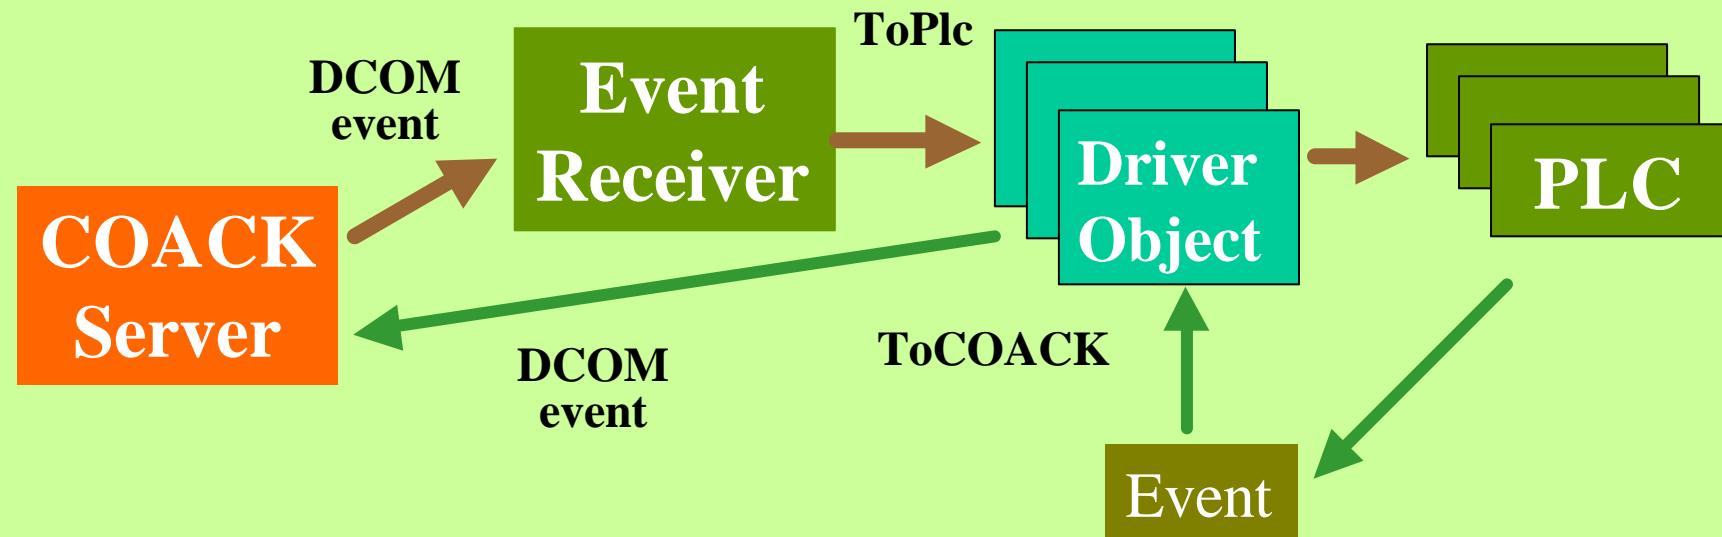 ToPlc
DCOM
event
Event
Receiver
Driver
Object
PLC
COACK
Server
DCOM
event
ToCOACK
Event